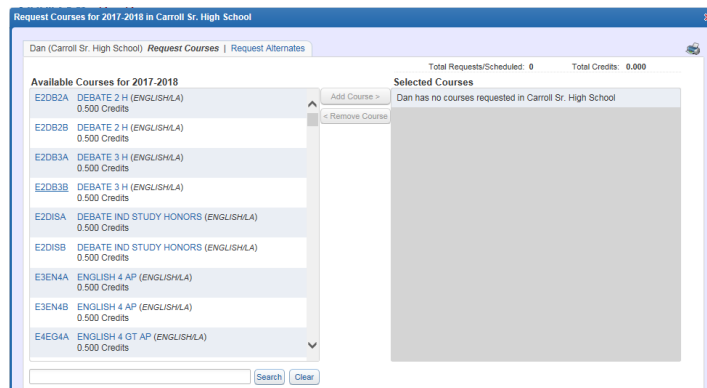 Request Courses for 2017-2018 in Carroll Sr. High School
Dan (Carroll Sr. High School) Request Courses | Request Alternates
Total Requests/Scheduled: 0 Total Credits: 0.000
Available Courses for 2017-2018
E2DB2A DEBATE 2 H (ENGLISH/LA)
0.500 Credits
E2DB2B DEBATE 2 H (ENGLISH/LA)
0.500 Credits
E2DB3A DEBATE 3 H (ENGLISH/LA)
0.500 Credits
E2DB3B DEBATE 3 H (ENGLISH/LA)
0.500 Credits
E2DISA DEBATE IND STUDY HONORS (ENGLISH/LA)
0.500 Credits
E2DISB DEBATE IND STUDY HONORS (ENGLISH/LA)
0.500 Credits
E3EN4A ENGLISH 4 AP (ENGLISH/LA)
0.500 Credits
E3EN4B ENGLISH 4 AP (ENGLISH/LA)
0.500 Credits
E4EG4A ENGLISH 4 GT AP (ENGLISH/LA)
0.500 Credits
Search Clear
Add Course >
< Remove Course
Selected Courses
Dan has no courses requested in Carroll Sr. High School